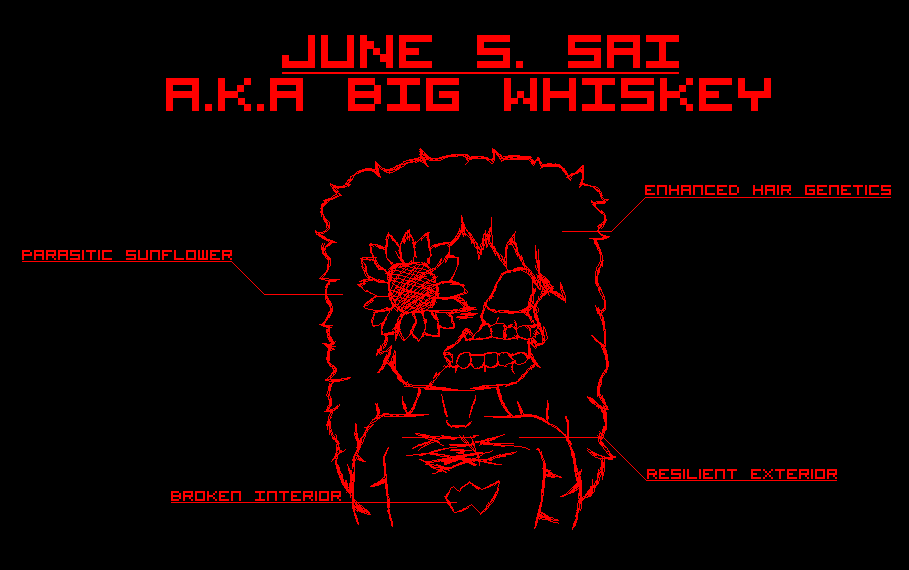 JUNE S. SAI
A.K.A BIG WHISKEY
ENHANCED HAIR GENETICS
PARASITIC SUNFLOWER
RESILIENT EXTERIOR
BROKEN INTERIOR